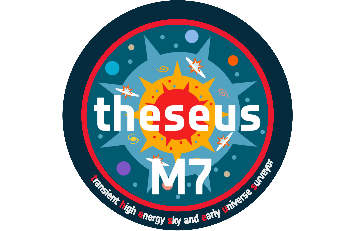 theseus
M7
transient high energy sky and early universe surveyor